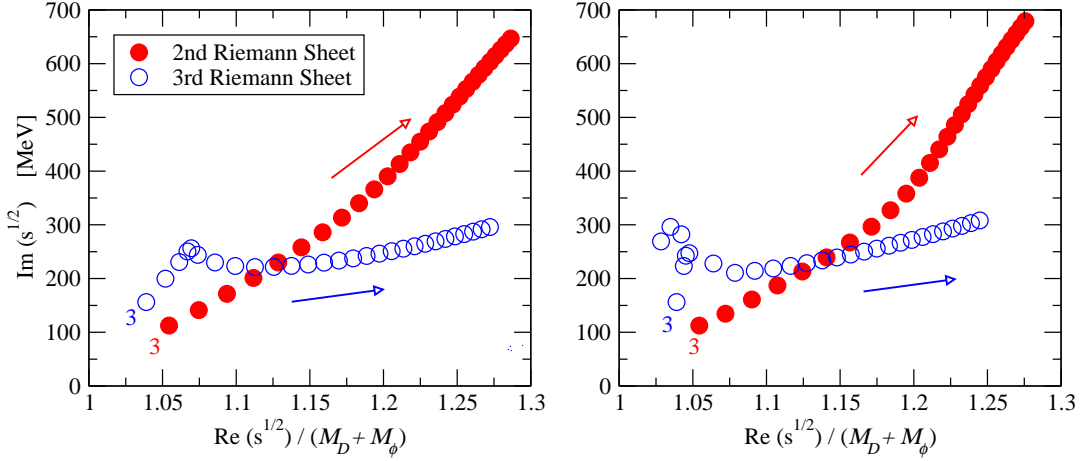 700
600
500
400
300
200
100
0
Im (s^{1/2}) [MeV]
2nd Riemann Sheet
3rd Riemann Sheet
3
3
1 1.05 1.1 1.15 1.2 1.25 1.3
Re (s^{1/2}) / (M_D + M_ϕ)
700
600
500
400
300
200
100
0
3
3
1 1.05 1.1 1.15 1.2 1.25 1.3
Re (s^{1/2}) / (M_D + M_ϕ)